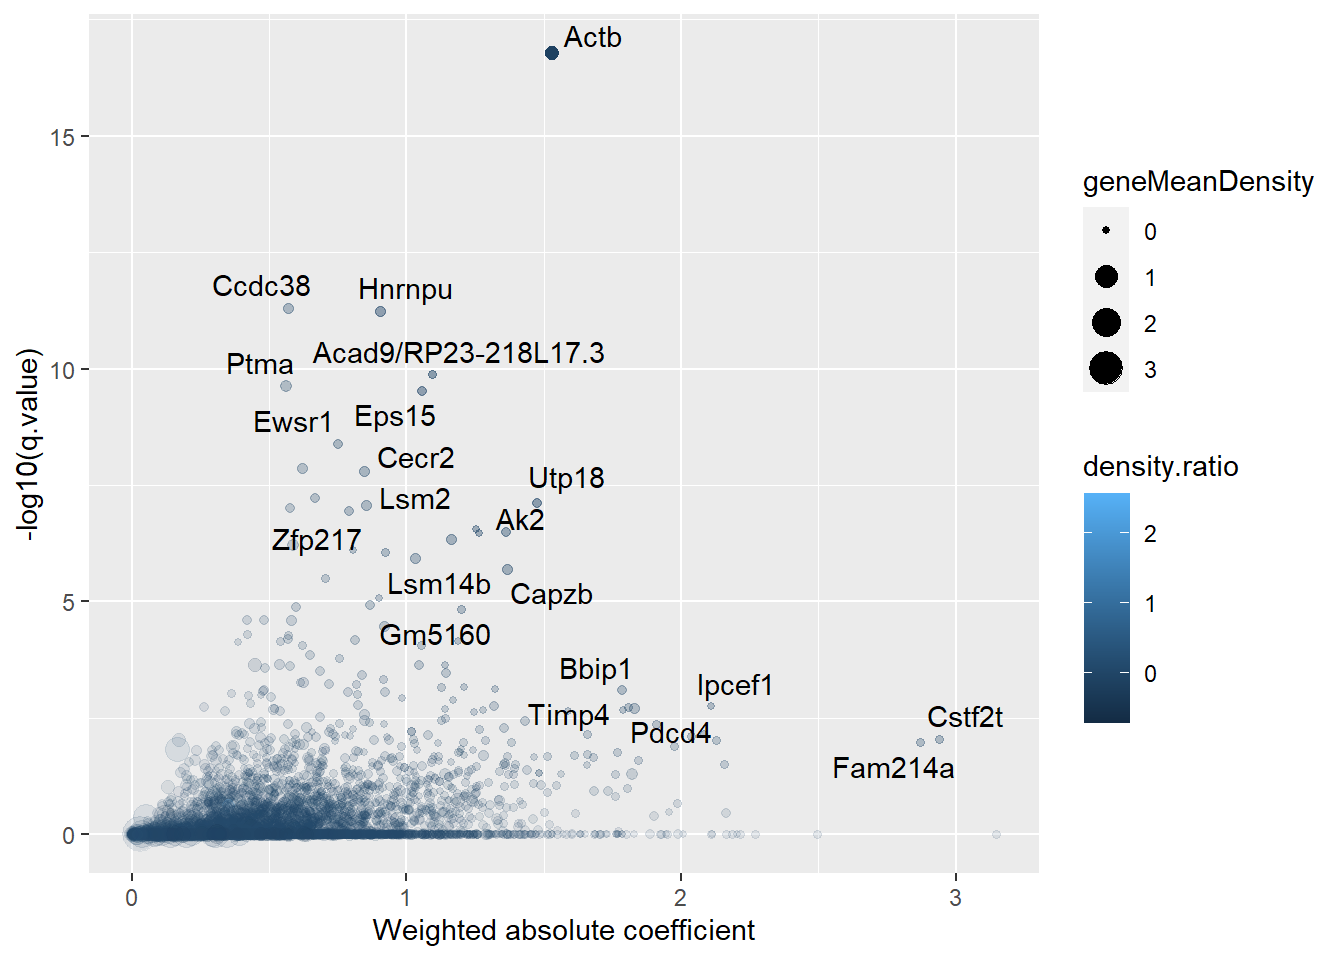 Actb
15
Ccdc38
Hnrnpu
Acad9/RP23-218L17.3
Ptma
10
Eps15
Ewsr1
Cecr2
Utp18
Lsm2
Ak2
Zfp217
Lsm14b
Capzb
5
Gm5160
Bbip1
Ipcef1
Timp4
Pdcd4
Cstf2t
Fam214a
0
-log10(q.value)
0
1
2
3
Weighted absolute coefficient
geneMeanDensity
0
1
2
3
density.ratio
2
1
0